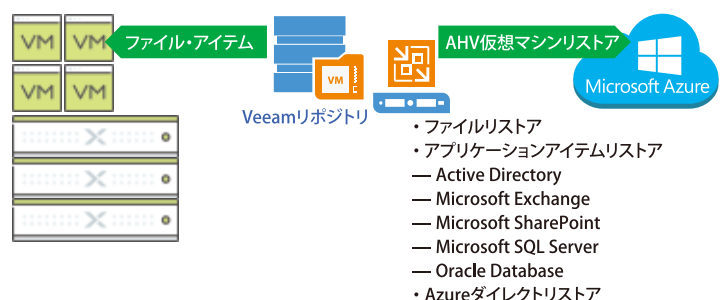 VM VM
ファイル・アイテム
AHV仮想マシンリストア
VM
VM VM
Microsoft Azure
Veeamリポジトリ
・ファイルリストア
・アプリケーションアイテムリストア
— Active Directory
— Microsoft Exchange
— Microsoft SharePoint
— Microsoft SQL Server
— Oracle Database
・Azureダイレクトリストア